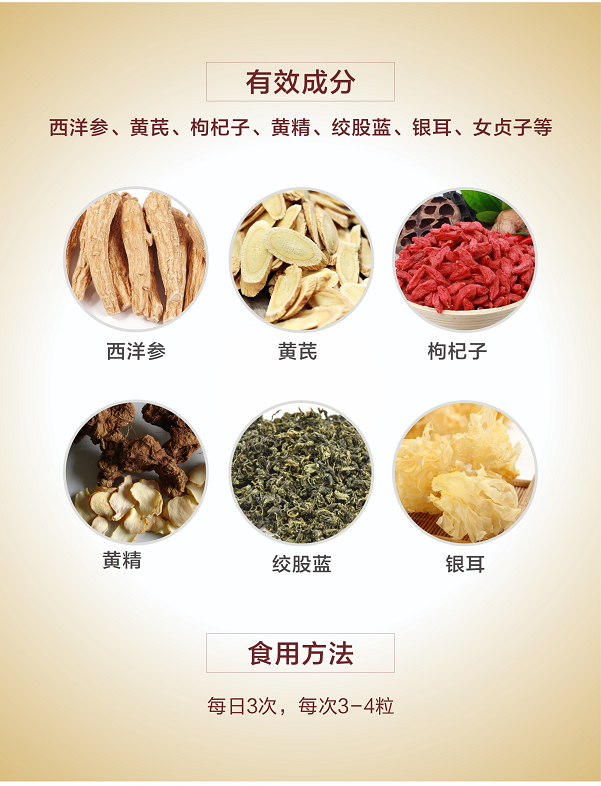 有效成分
西洋参、黄芪、枸杞子、黄精、绞股蓝、银耳、女贞子等
西洋参
黄芪
枸杞子
黄精
绞股蓝
银耳
食用方法
每日3次，每次3-4粒